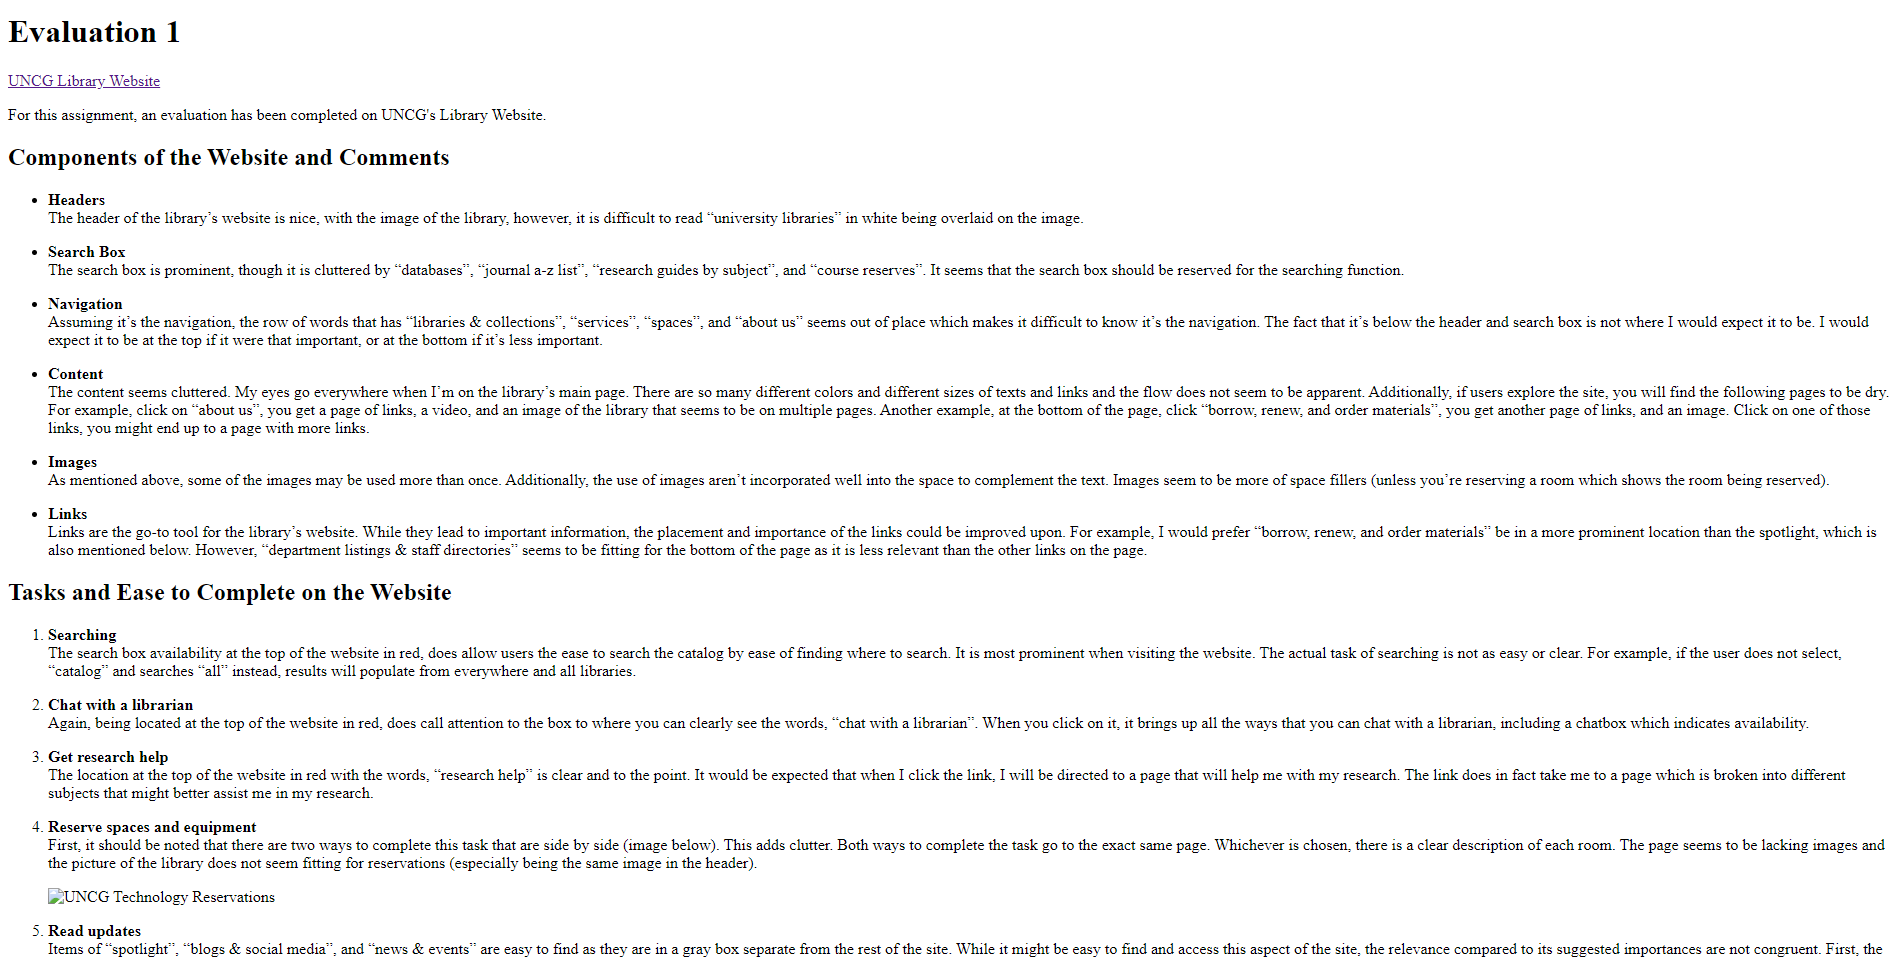 Evaluation 1
UNCG Library Website
For this assignment, an evaluation has been completed on UNCG's Library Website.
Components of the Website and Comments
• Headers
The header of the library’s website is nice, with the image of the library, however, it is difficult to read “university libraries” in white being overlaid on the image.
• Search Box
The search box is prominent, though it is cluttered by “databases”, “journal a-z list”, “research guides by subject”, and “course reserves”. It seems that the search box should be reserved for the searching function.
• Navigation
Assuming it’s the navigation, the row of words that has “libraries & collections”, “services”, “spaces”, and “about us” seems out of place which makes it difficult to know it’s the navigation. The fact that it’s below the header and search box is not where I would expect it to be. I would
expect it to be at the top if it were that important, or at the bottom if it’s less important.
• Content
The content seems cluttered. My eyes go everywhere when I’m on the library’s main page. There are so many different colors and different sizes of texts and links and the flow does not seem to be apparent. Additionally, if users explore the site, you will find the following pages to be dry.
For example, click on “about us”, you get a page of links, a video, and an image of the library that seems to be on multiple pages. Another example, at the bottom of the page, click “borrow, renew, and order materials”, you get another page of links, and an image. Click on one of those
links, you might end up to a page with more links.
• Images
As mentioned above, some of the images may be used more than once. Additionally, the use of images aren’t incorporated well into the space to complement the text. Images seem to be more of space fillers (unless you’re reserving a room which shows the room being reserved).
• Links
Links are the go-to tool for the library’s website. While they lead to important information, the placement and importance of the links could be improved upon. For example, I would prefer “borrow, renew, and order materials” be in a more prominent location than the spotlight, which is
also mentioned below. However, “department listings & staff directories” seems to be fitting for the bottom of the page as it is less relevant than the other links on the page.
Tasks and Ease to Complete on the Website
1. Searching
The search box availability at the top of the website in red, does allow users the ease to search the catalog by ease of finding where to search. It is most prominent when visiting the website. The actual task of searching is not as easy or clear. For example, if the user does not select,
“catalog” and searches “all” instead, results will populate from everywhere and all libraries.
2. Chat with a librarian
Again, being located at the top of the website in red, does call attention to the box to where you can clearly see the words, “chat with a librarian”. When you click on it, it brings up all the ways that you can chat with a librarian, including a chatbox which indicates availability.
3. Get research help
The location at the top of the website in red with the words, “research help” is clear and to the point. It would be expected that when I click the link, I will be directed to a page that will help me with my research. The link does in fact take me to a page which is broken into different
subjects that might better assist me in my research.
4. Reserve spaces and equipment
First, it should be noted that there are two ways to complete this task that are side by side (image below). This adds clutter. Both ways to complete the task go to the exact same page. Whichever is chosen, there is a clear description of each room. The page seems to be lacking images and
the picture of the library does not seem fitting for reservations (especially being the same image in the header).
UNCG Technology Reservations
5. Read updates
Items of “spotlight”, “blogs & social media”, and “news & events” are easy to find as they are in a gray box separate from the rest of the site. While it might be easy to find and access this aspect of the site, the relevance compared to its suggested importances are not congruent. First, the